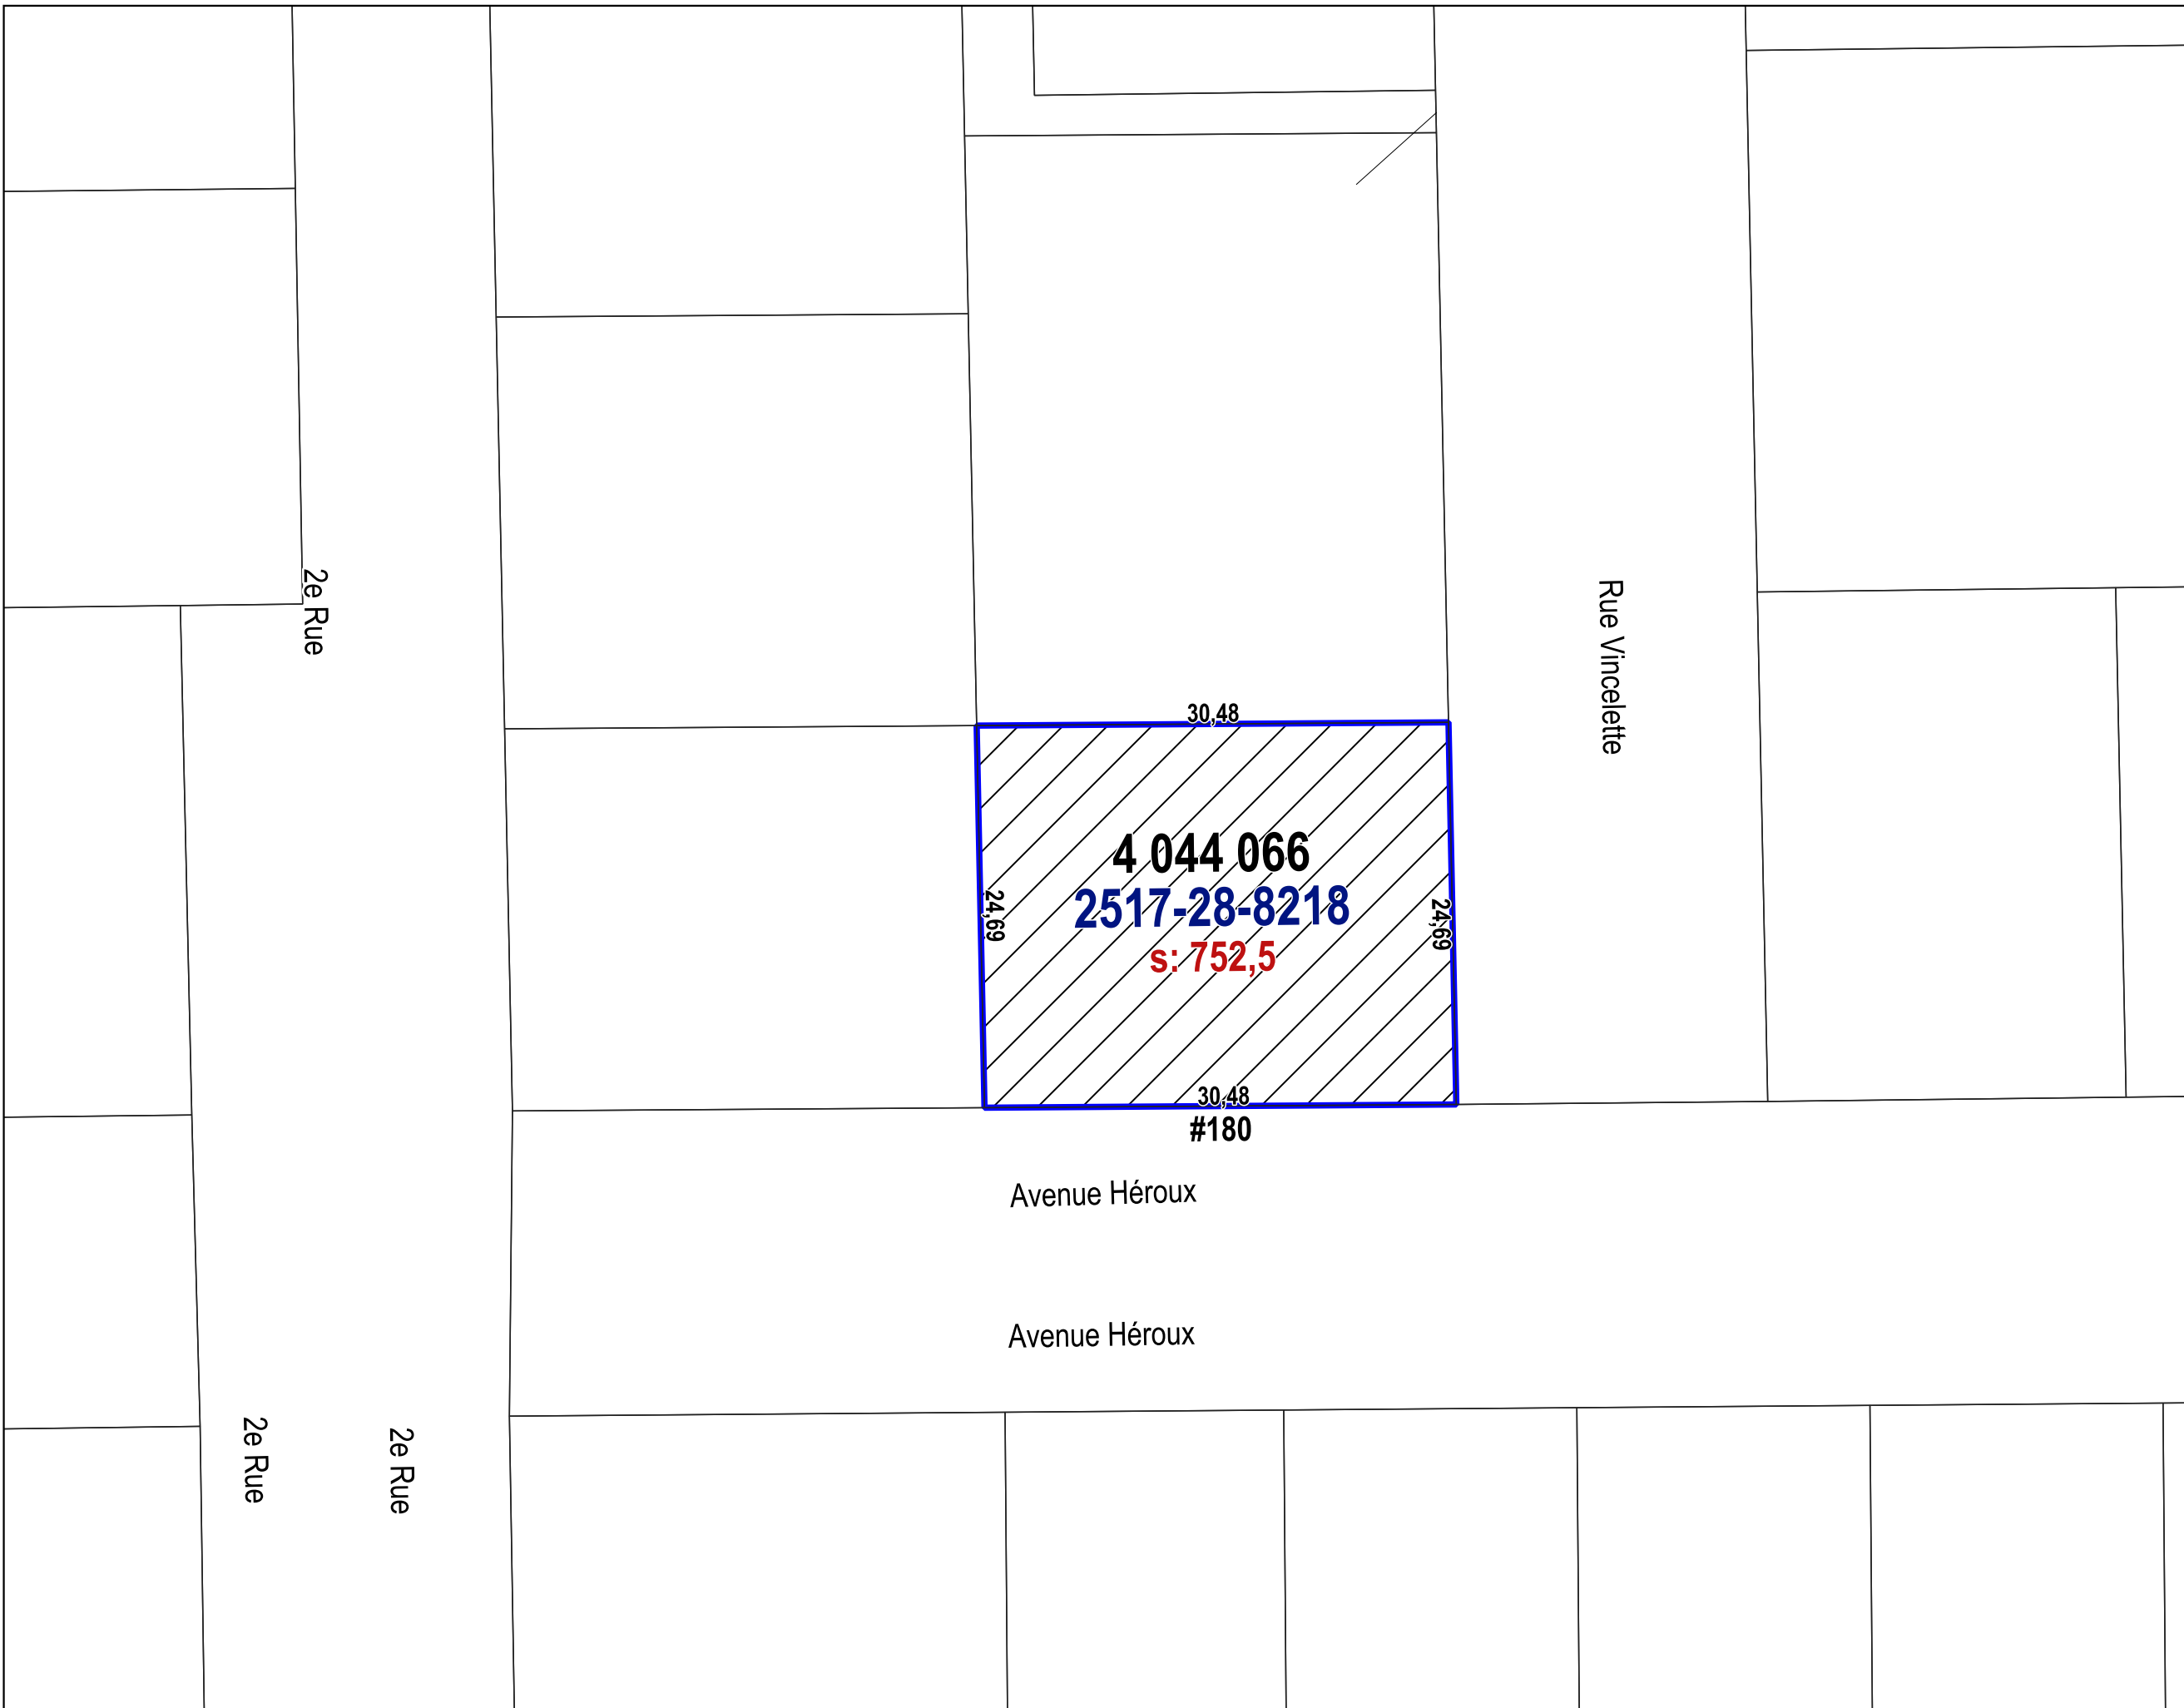 2e Rue
Rue Vincelette
30,48
4 044 066
2517-28-8218
s: 752,5
24,69
24,69
30,48
#180
Avenue Héroux
Avenue Héroux
2e Rue
2e Rue